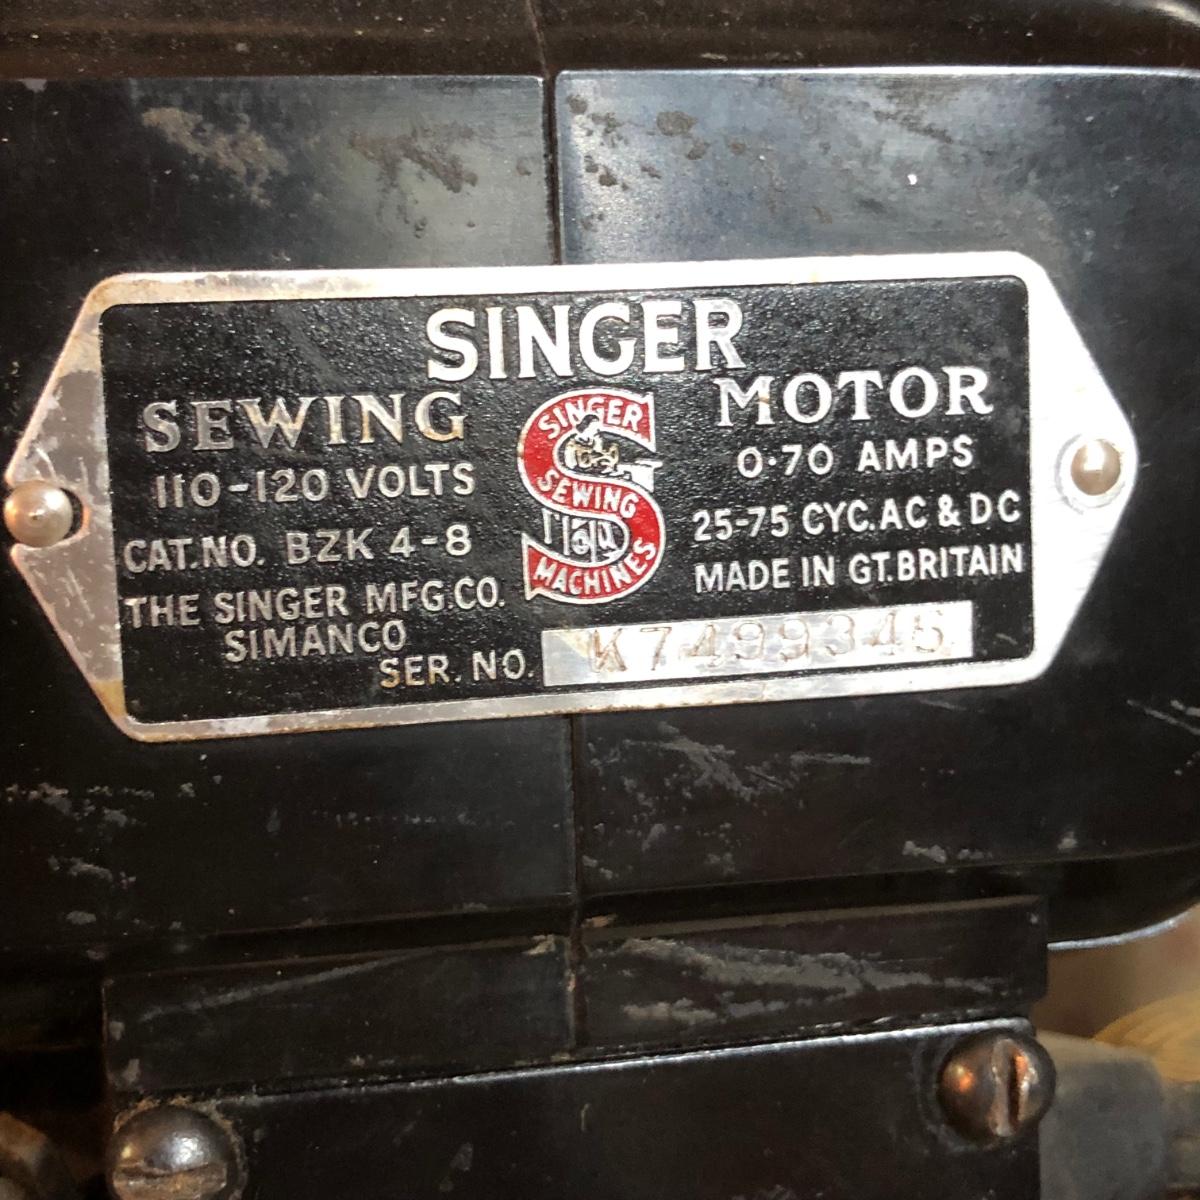 SINGER
SEWING MOTOR
110-120 VOLTS
0·70 AMPS
CAT.NO. BZK 4-8
25-75 CYC.AC & DC
THE SINGER MFG.CO.
MADE IN GT.BRITAIN
SIMANCO
SER. NO. K7499345
SINGER
SEWING
MACHINES